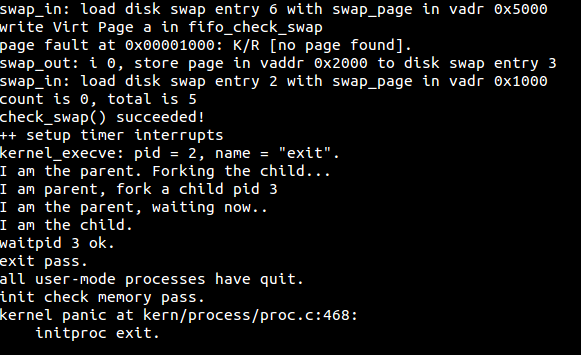 swap_in: load disk swap entry 6 with swap_page in vadr 0x5000
write Virt Page a in fifo_check_swap
page fault at 0x00001000: K/R [no page found].
swap_out: i 0, store page in vaddr 0x2000 to disk swap entry 3
swap_in: load disk swap entry 2 with swap_page in vadr 0x1000
count is 0, total is 5
check_swap() succeeded!
++ setup timer interrupts
kernel_execve: pid = 2, name = "exit".
I am the parent. Forking the child...
I am parent, fork a child pid 3
I am the parent, waiting now..
I am the child.
waitpid 3 ok.
exit pass.
all user-mode processes have quit.
init check memory pass.
kernel panic at kern/process/proc.c:468:
    initproc exit.